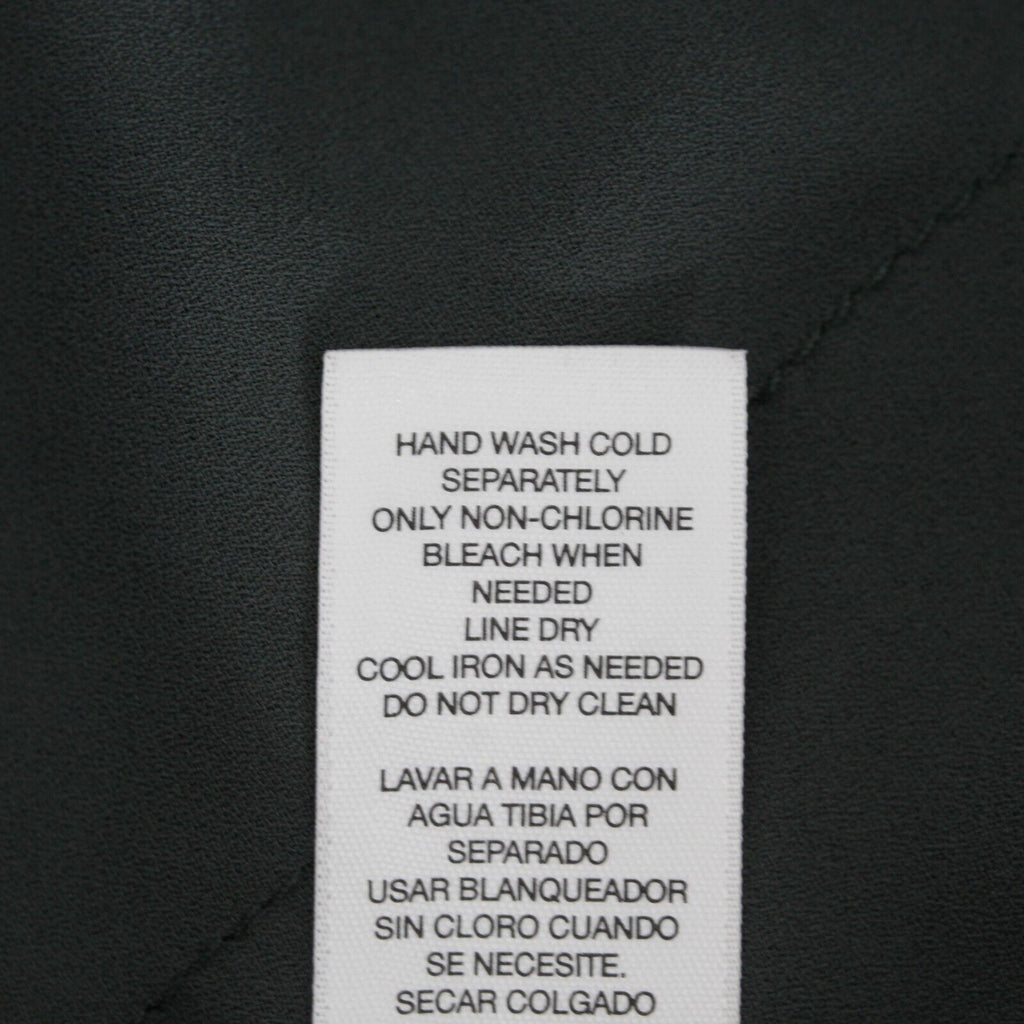 HAND WASH COLD
SEPARATELY
ONLY NON-CHLORINE
BLEACH WHEN
NEEDED
LINE DRY
COOL IRON AS NEEDED
DO NOT DRY CLEAN
LAVAR A MANO CON
AGUA TIBIA POR
SEPARADO
USAR BLANQUEADOR
SIN CLORO CUANDO
SE NECESITE.
SECAR COLGADO